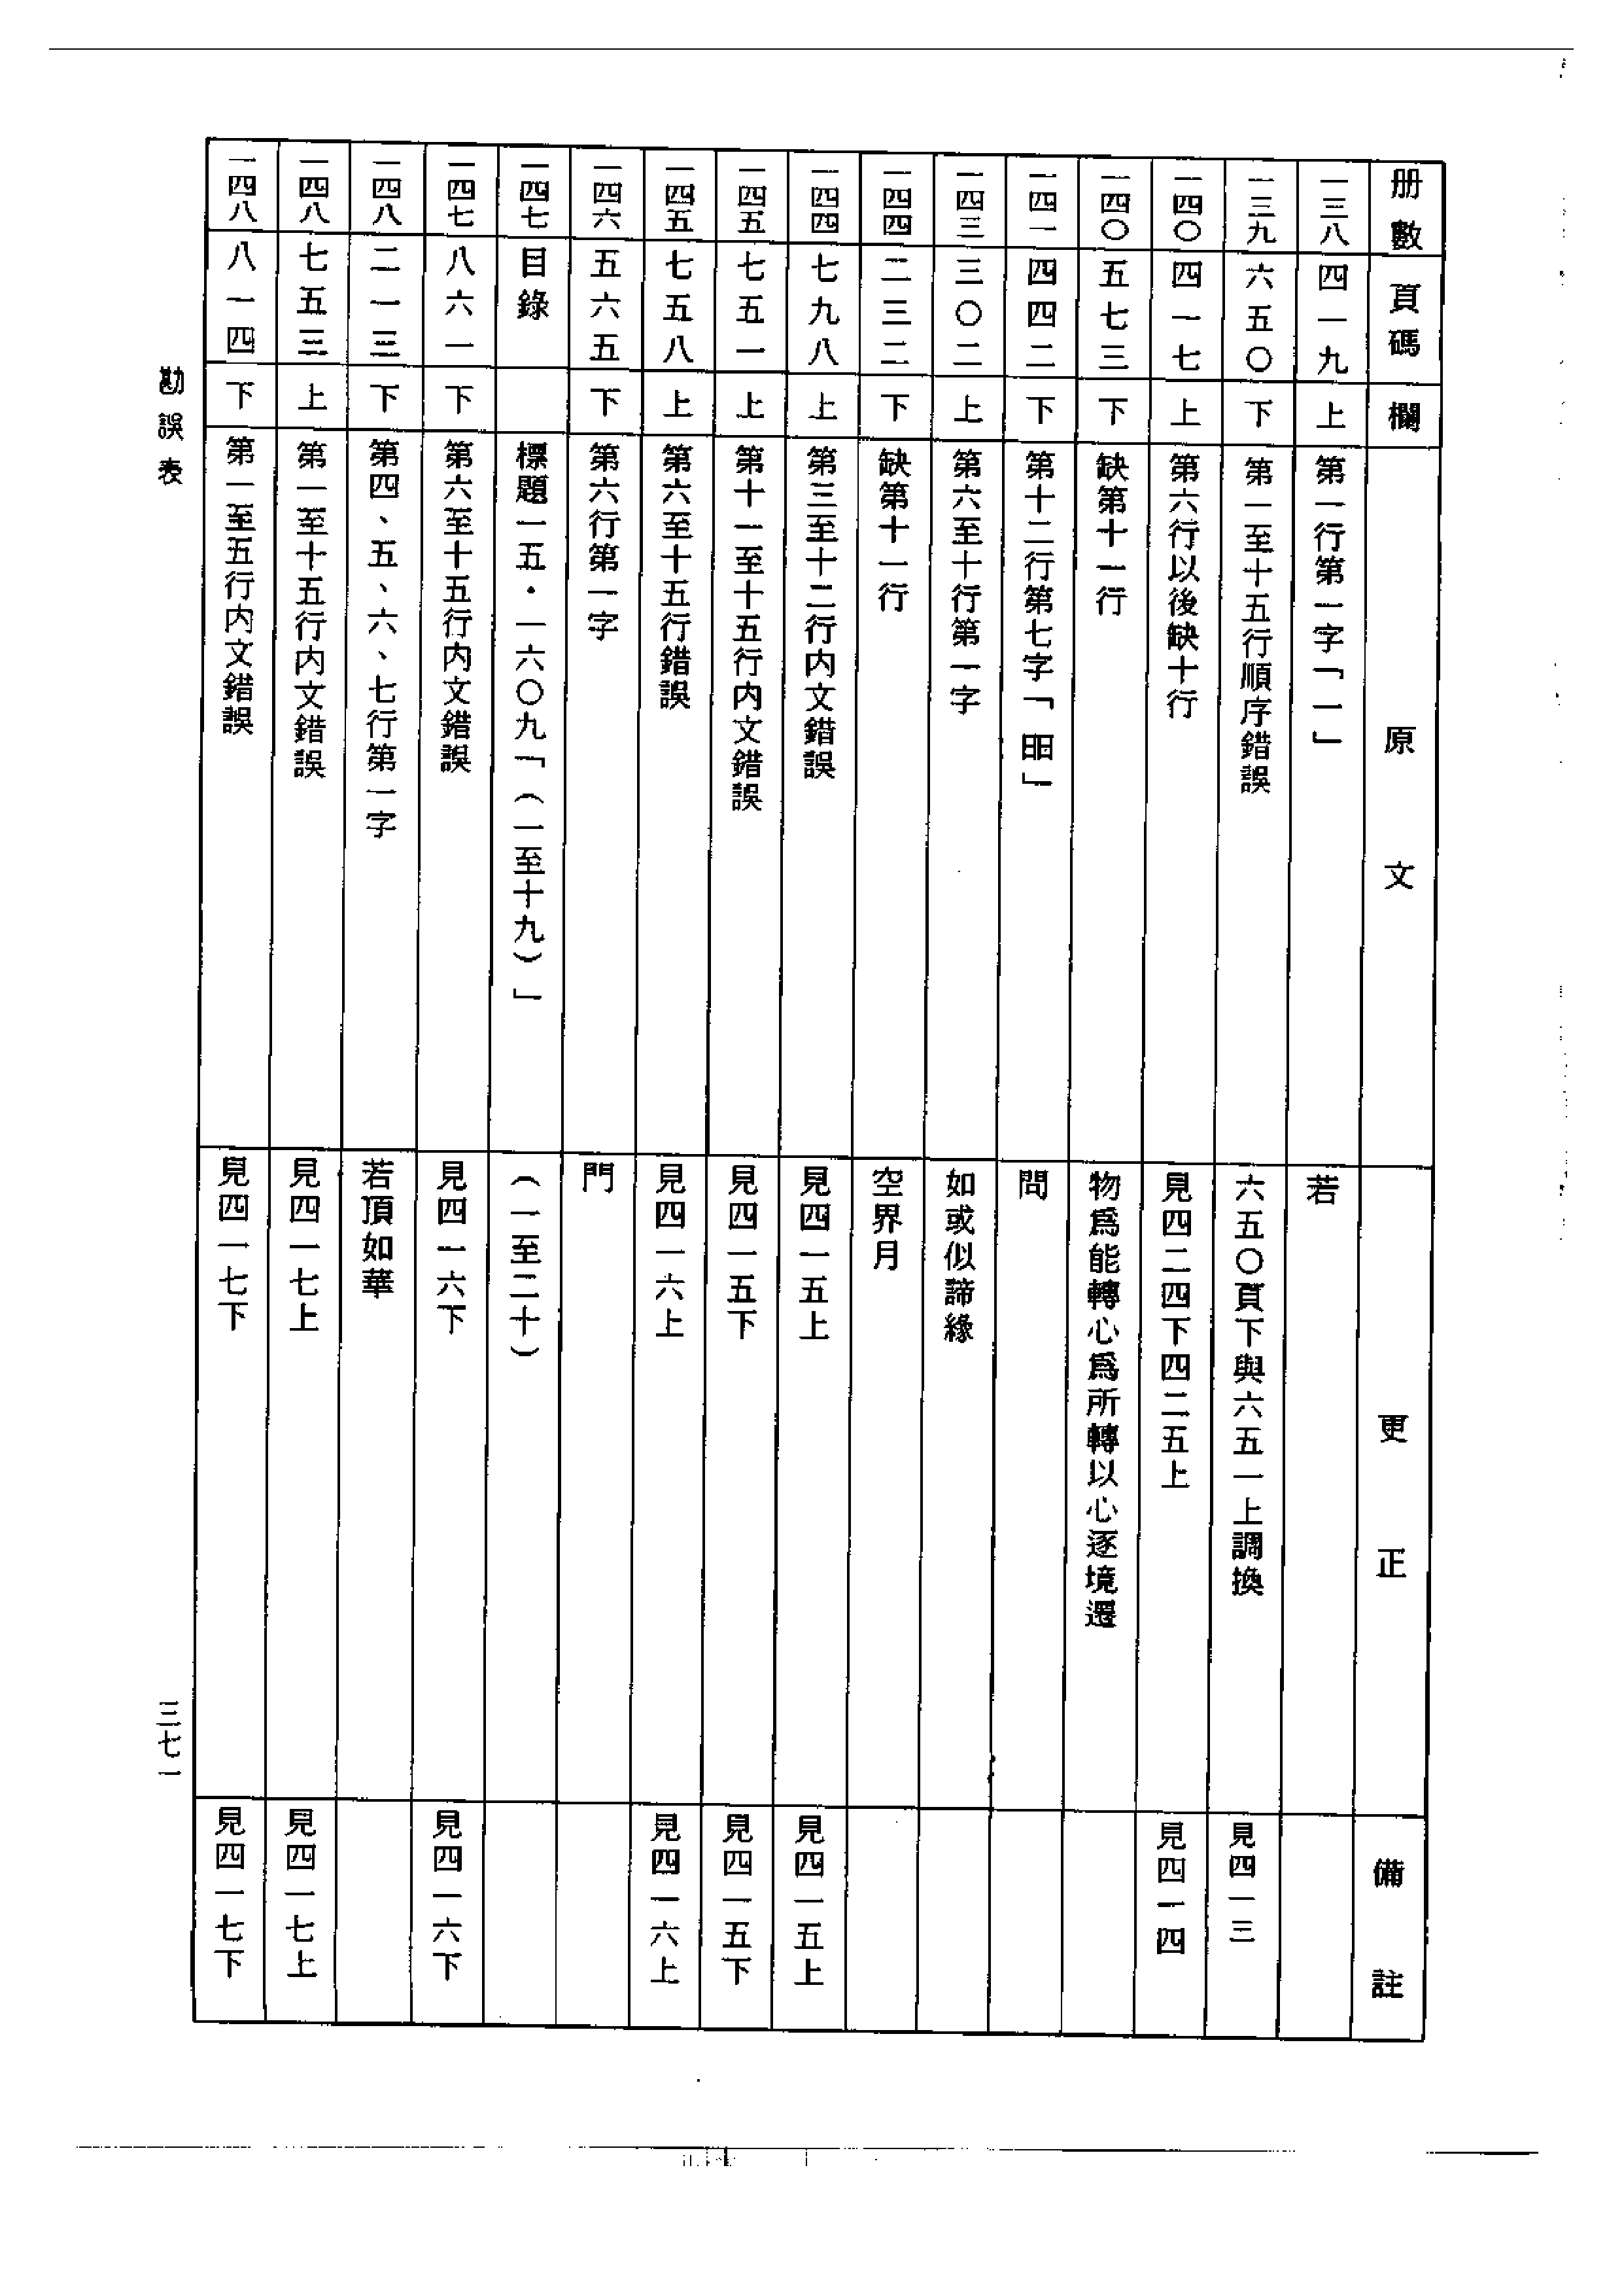 册數 頁碼 欄 原文 更正 備註
一三八 四一九 上 第一行第一字「一」 若
一三九 六五〇 下 第一至十五行順序錯誤 六五〇頁下與六五一上調換 見四一三
一四〇 四一七 上 第六行以後缺十行 見四二四下四二五上 見四一四
一四〇 五七三 下 缺第十一行 物爲能轉心爲所轉以心逐境遷
一四一 四四二 下 第十二行第七字「昍」 問
一四三 三〇二 上 第六至十行第一字 如或似諦緣
一四四 二三二 下 缺第十一行 空界月
一四四 七九八 上 第三至十二行内文錯誤 見四一五上 見四一五上
一四五 七五一 上 第十一至十五行内文錯誤 見四一五下 見四一五下
一四五 七五八 上 第六至十五行錯誤 見四一六上 見四一六上
一四六 五六五 下 第六行第一字 門
一四七 目錄 標題一五·一六〇九「(一至十九)」 (一至二十)
一四七 八六一 下 第六至十五行内文錯誤 見四一六下 見四一六下
一四八 二一三 下 第四、五、六、七行第一字 若頂如華
一四八 七五三 上 第一至十五行内文錯誤 見四一七上 見四一七上
一四八 八一四 下 第一至五行内文錯誤 見四一七下 見四一七下
勘誤表 三七一